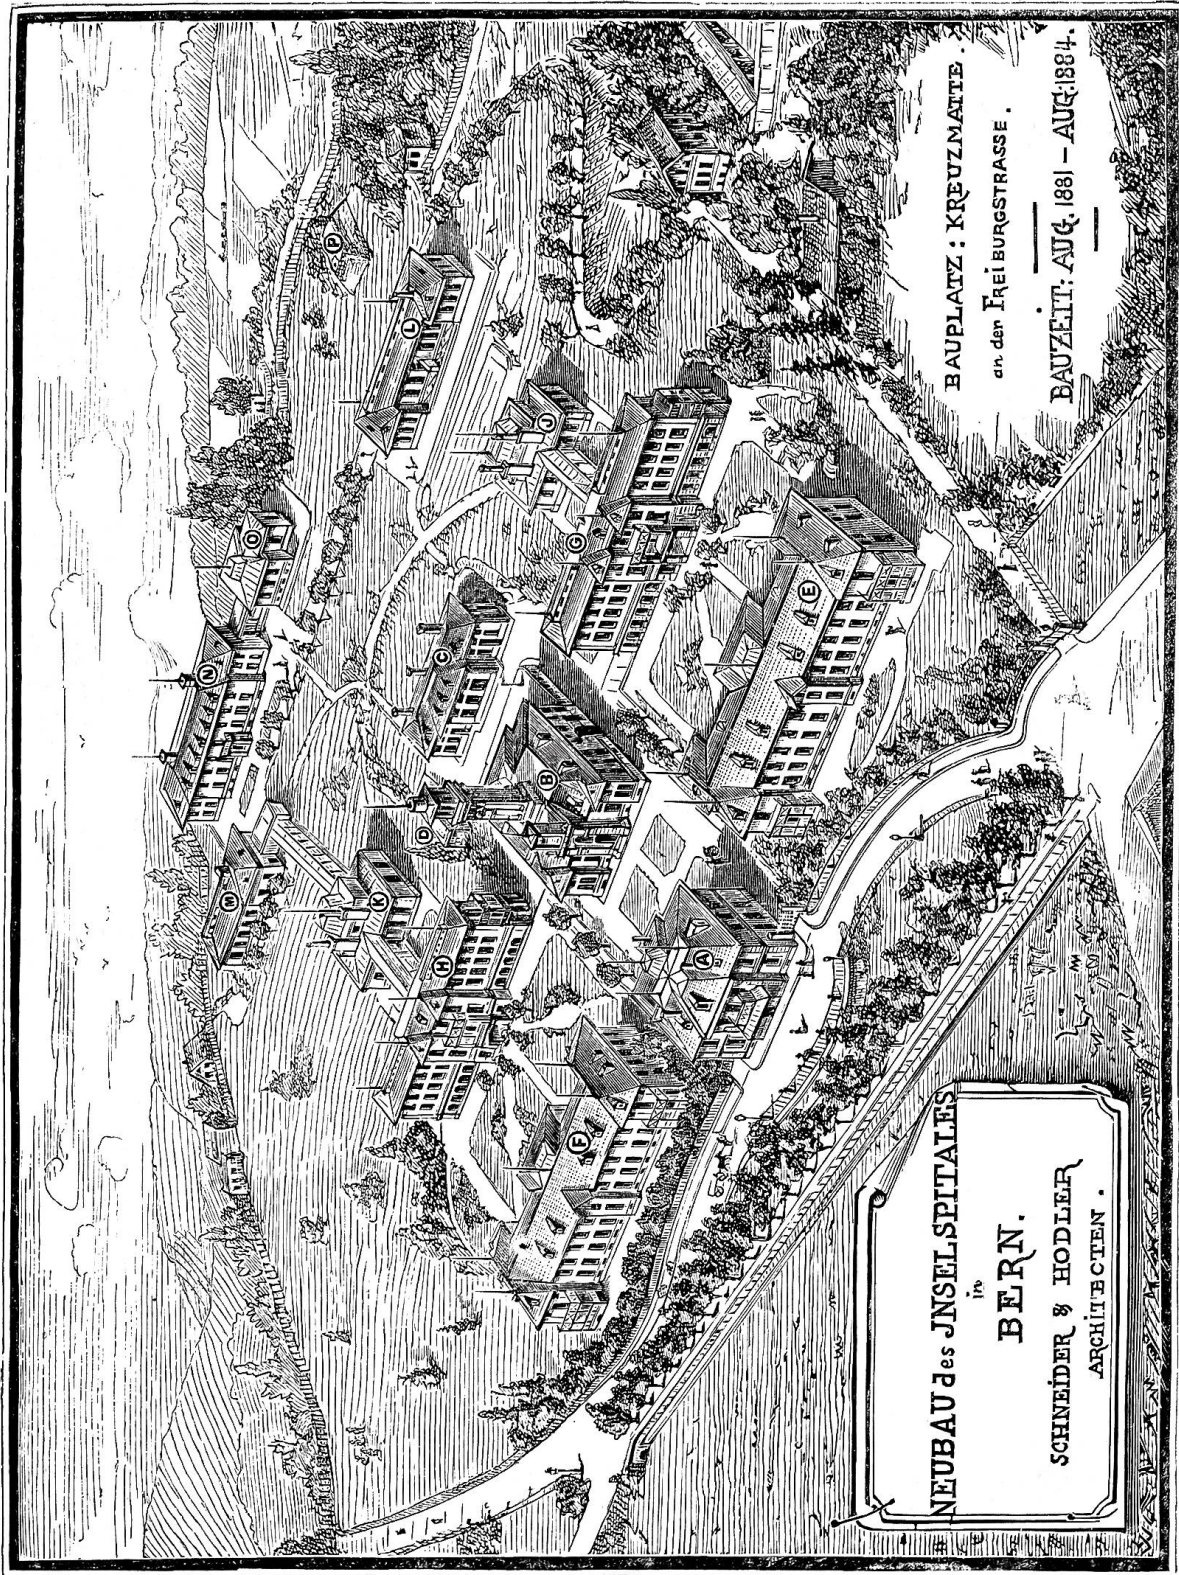 NEUBAU des JNSELSPITALES
in
BERN.
SCHNEIDER & HODLER
ARCHITECTEN.
BAUPLATZ: KREUZMATTE.
an der FREIBURGSTRASSE.
BAUZEIT: AUG. 1881 – AUG: 1884.
N
O
P
M
L
K
D
C
J
H
B
G
F
A
E